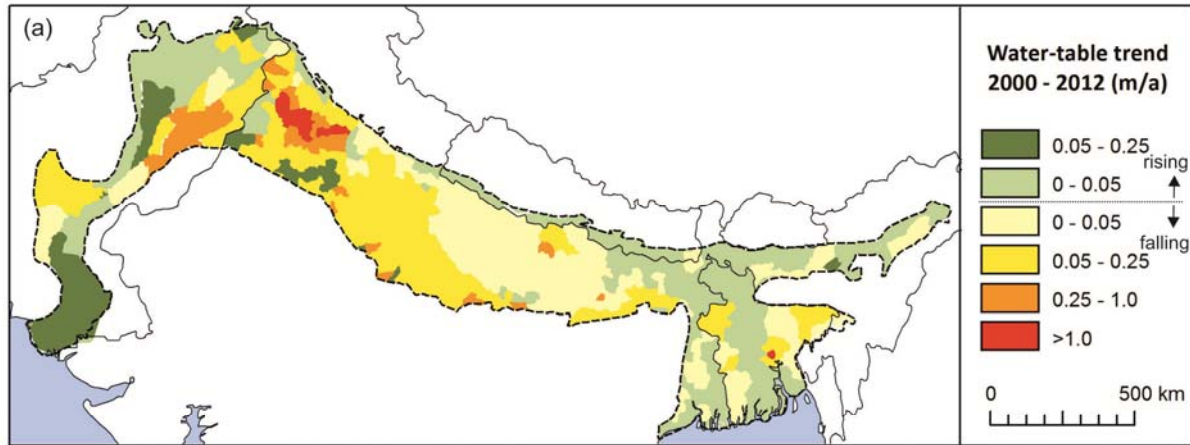 (a)
Water-table trend
2000 - 2012 (m/a)
0.05 - 0.25
rising
0 - 0.05
0 - 0.05
falling
0.05 - 0.25
0.25 - 1.0
>1.0
0 500 km